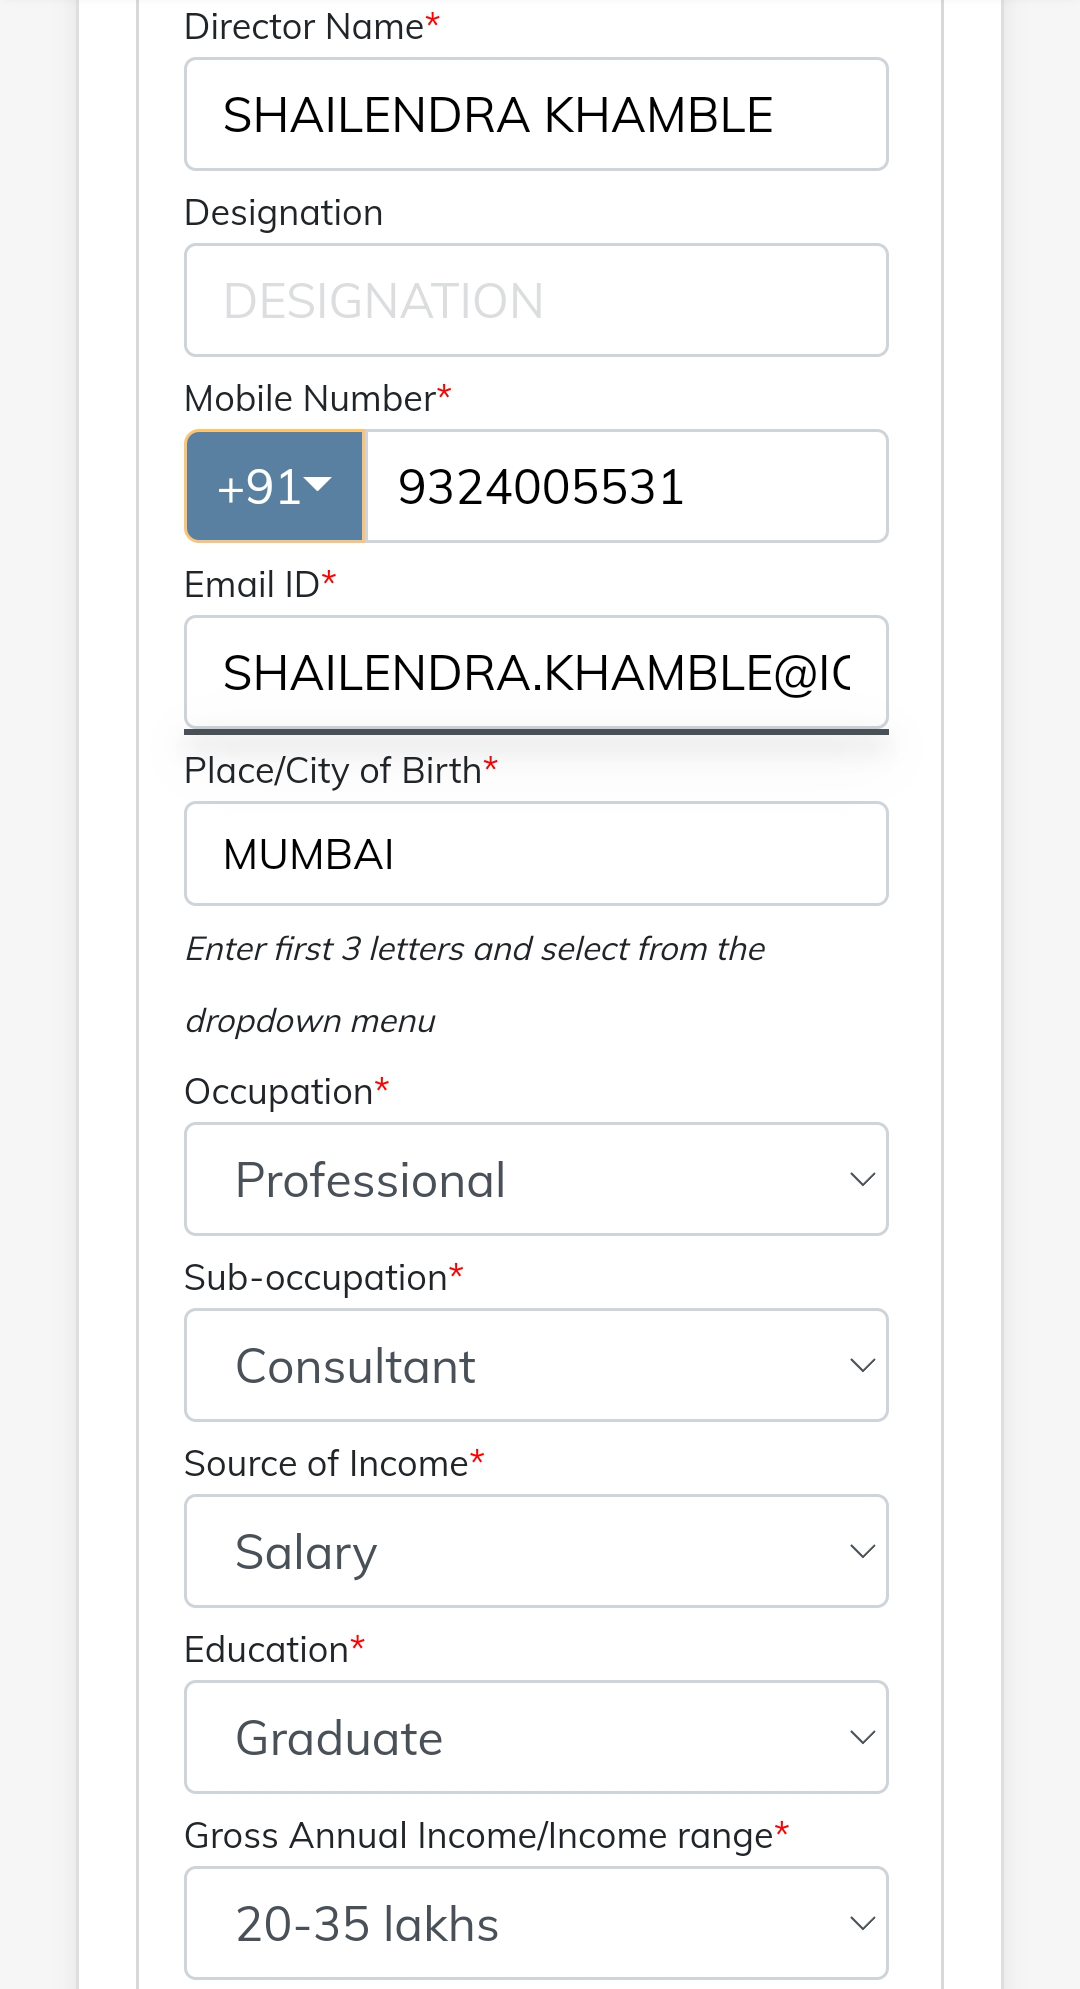 Director Name*
SHAILENDRA KHAMBLE
Designation
DESIGNATION
Mobile Number*
+91 9324005531
Email ID*
SHAILENDRA.KHAMBLE@IC
Place/City of Birth*
MUMBAI
Enter first 3 letters and select from the
dropdown menu
Occupation*
Professional
Sub-occupation*
Consultant
Source of Income*
Salary
Education*
Graduate
Gross Annual Income/Income range*
20-35 lakhs